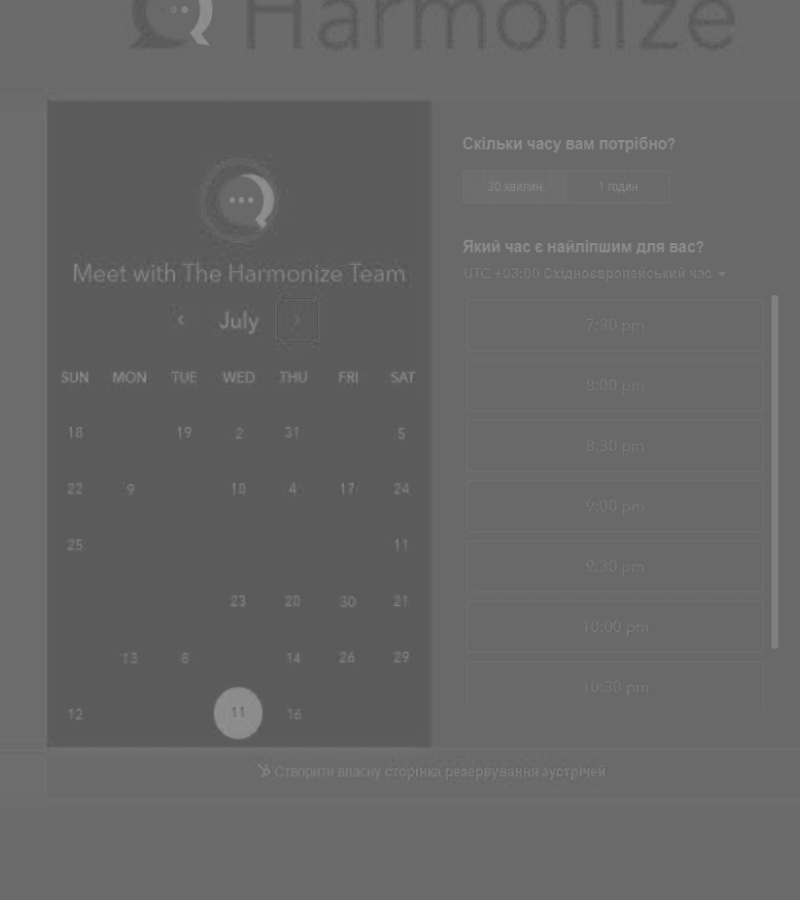 Harmonize
Meet with The Harmonize Team
July
SUN MON TUE WED THU FRI SAT
18 19 2 31 5
22 9 10 4 17 24
25 11
23 20 30 21
13 8 14 26 29
12 11 16
Скільки часу вам потрібно?
30 хвилин 1 годин
Який час є найліпшим для вас?
UTC +03:00 Східноєвропейський час
7:30 pm
8:00 pm
8:30 pm
9:00 pm
9:30 pm
10:00 pm
10:30 pm
Створити власну сторінка резервування зустрічей